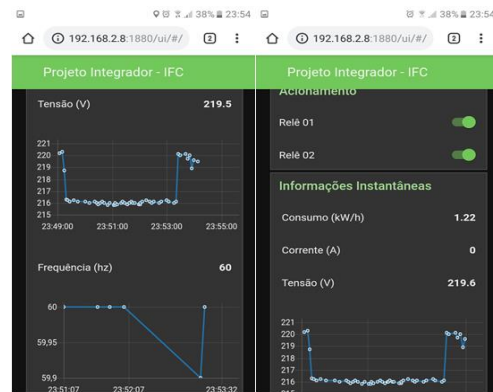 38% 23:54
192.168.2.8:1880/ui/#/ 2
Projeto Integrador - IFC
Tensão (V) 219.5
221
220
219
218
217
216
215
23:49:00 23:51:00 23:53:00 23:55:00
Frequência (hz) 60
60
59,95
59,9
23:51:07 23:52:07 23:53:32
38% 23:54
192.168.2.8:1880/ui/#/ 2
Projeto Integrador - IFC
Acionamento
Relê 01
Relê 02
Informações Instantâneas
Consumo (kW/h) 1.22
Corrente (A) 0
Tensão (V) 219.6
221
220
219
218
217
216